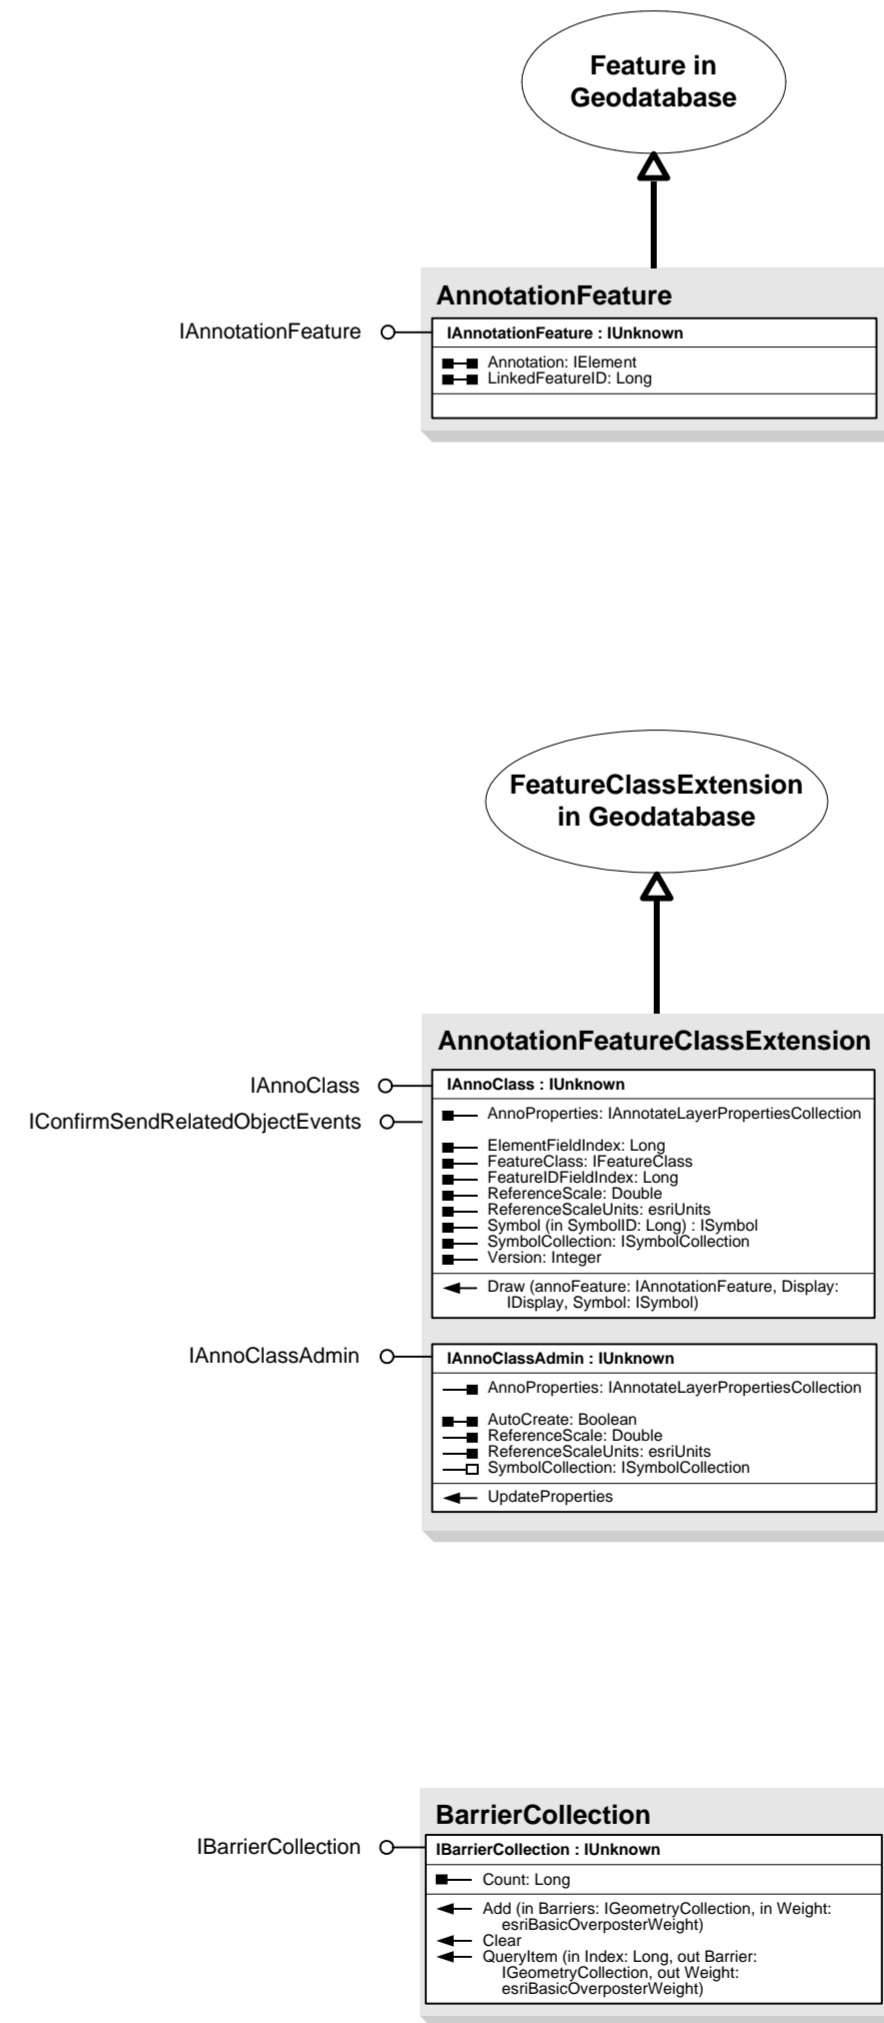 Feature in
Geodatabase
AnnotationFeature
IAnnotationFeature
IAnnotationFeature : IUnknown
Annotation: IElement
LinkedFeatureID: Long
FeatureClassExtension
in Geodatabase
AnnotationFeatureClassExtension
IAnnoClass
IAnnoClass : IUnknown
IConfirmSendRelatedObjectEvents
AnnoProperties: IAnnotateLayerPropertiesCollection
ElementFieldIndex: Long
FeatureClass: IFeatureClass
FeatureIDFieldIndex: Long
ReferenceScale: Double
ReferenceScaleUnits: esriUnits
Symbol (in SymbolID: Long) : ISymbol
SymbolCollection: ISymbolCollection
Version: Integer
Draw (annoFeature: IAnnotationFeature, Display:
IDisplay, Symbol: ISymbol)
IAnnoClassAdmin
IAnnoClassAdmin : IUnknown
AnnoProperties: IAnnotateLayerPropertiesCollection
AutoCreate: Boolean
ReferenceScale: Double
ReferenceScaleUnits: esriUnits
SymbolCollection: ISymbolCollection
UpdateProperties
BarrierCollection
IBarrierCollection
IBarrierCollection : IUnknown
Count: Long
Add (in Barriers: IGeometryCollection, in Weight:
esriBasicOverposterWeight)
Clear
QueryItem (in Index: Long, out Barrier:
IGeometryCollection, out Weight:
esriBasicOverposterWeight)